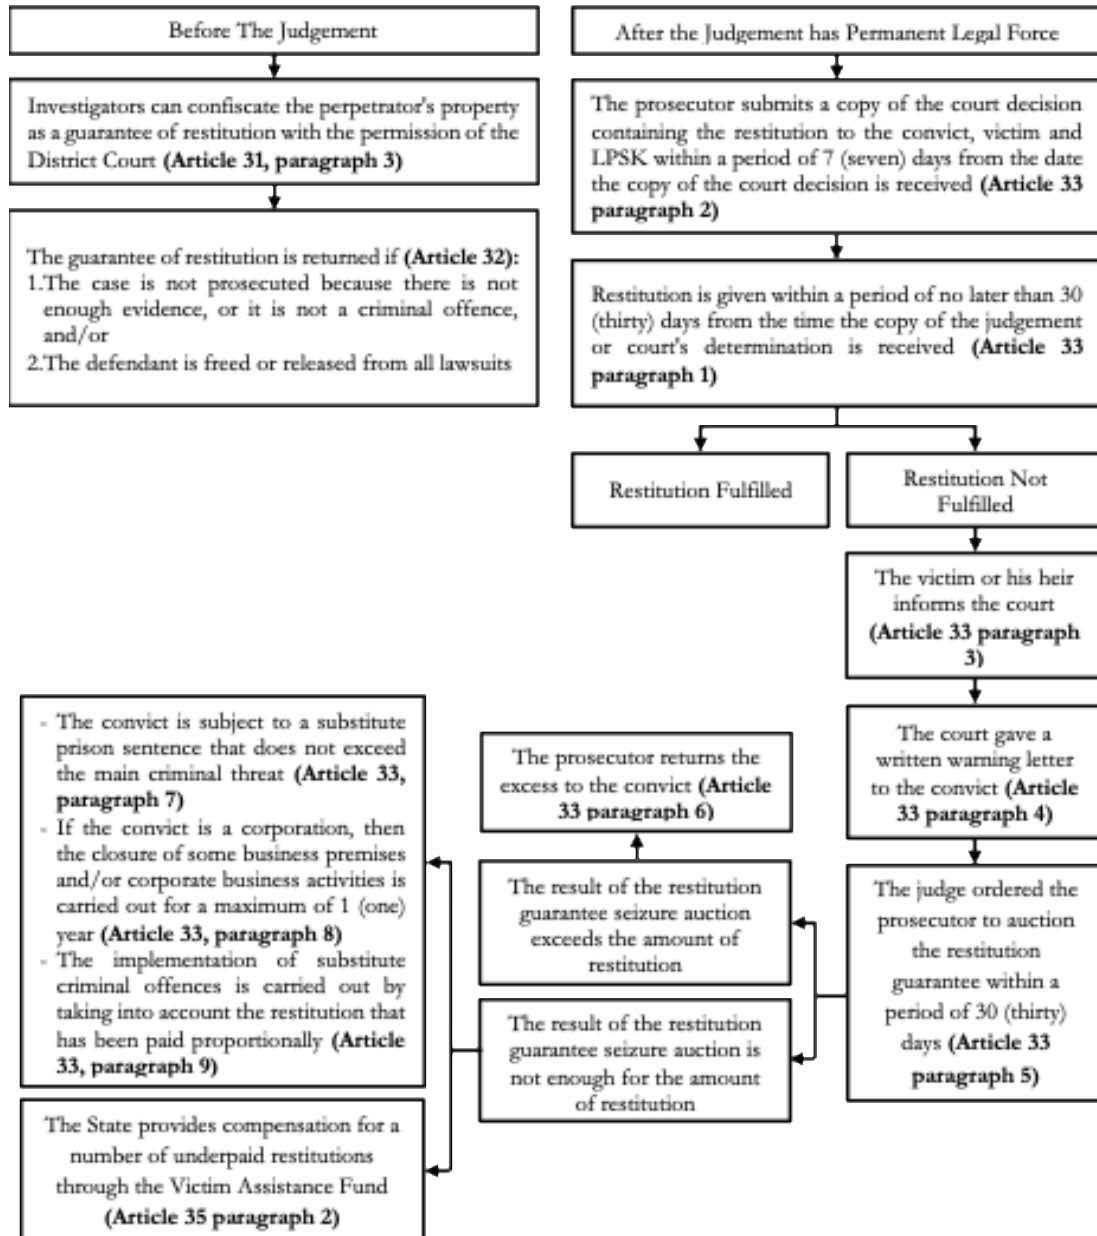 Before The Judgement
Investigators can confiscate the perpetrator's property
as a guarantee of restitution with the permission of the
District Court (Article 31, paragraph 3)
The guarantee of restitution is returned if (Article 32):
1.The case is not prosecuted because there is not
enough evidence, or it is not a criminal offence,
and/or
2.The defendant is freed or released from all lawsuits
After the Judgement has Permanent Legal Force
The prosecutor submits a copy of the court decision
containing the restitution to the convict, victim and
LPSK within a period of 7 (seven) days from the date
the copy of the court decision is received (Article 33
paragraph 2)
Restitution is given within a period of no later than 30
(thirty) days from the time the copy of the judgement
or court's determination is received (Article 33
paragraph 1)
Restitution Fulfilled
Restitution Not
Fulfilled
The victim or his heir
informs the court
(Article 33 paragraph
3)
The court gave a
written warning letter
to the convict (Article
33 paragraph 4)
The judge ordered the
prosecutor to auction
the restitution
guarantee within a
period of 30 (thirty)
days (Article 33
paragraph 5)
The prosecutor returns the
excess to the convict (Article
33 paragraph 6)
The result of the restitution
guarantee seizure auction
exceeds the amount of
restitution
The result of the restitution
guarantee seizure auction is
not enough for the amount
of restitution
- The convict is subject to a substitute
prison sentence that does not exceed
the main criminal threat (Article 33,
paragraph 7)
- If the convict is a corporation, then
the closure of some business premises
and/or corporate business activities is
carried out for a maximum of 1 (one)
year (Article 33, paragraph 8)
- The implementation of substitute
criminal offences is carried out by
taking into account the restitution that
has been paid proportionally (Article
33, paragraph 9)
The State provides compensation for a
number of underpaid restitutions
through the Victim Assistance Fund
(Article 35 paragraph 2)